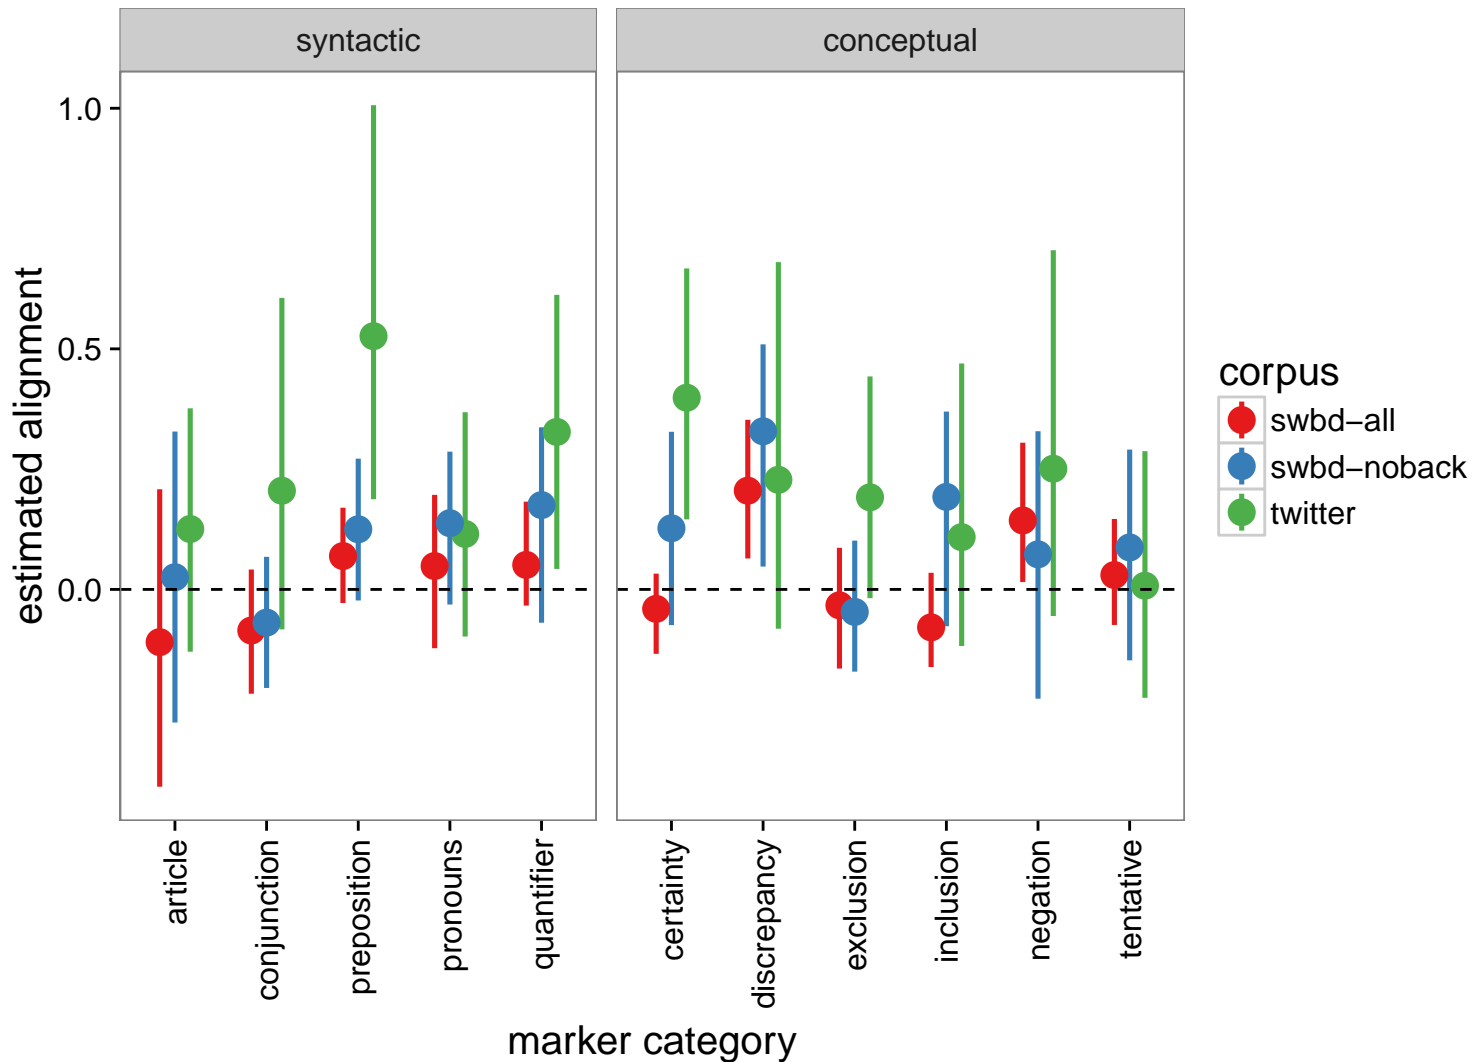 syntactic
conceptual
1.0
0.5
0.0
estimated alignment
article
conjunction
preposition
pronouns
quantifier
certainty
discrepancy
exclusion
inclusion
negation
tentative
marker category
corpus
swbd−all
swbd−noback
twitter